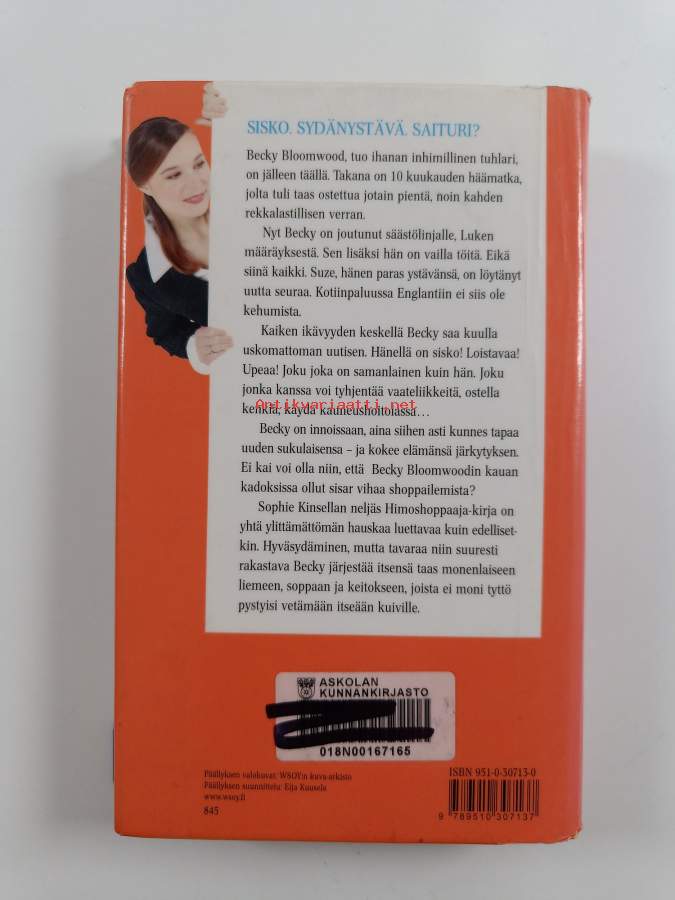 SISKO. SYDÄNYSTÄVÄ. SAITURI?
Becky Bloomwood, tuo ihanan inhimillinen tuhlari,
on jälleen täällä. Takana on 10 kuukauden häämatka,
jolta tuli taas ostettua jotain pientä, noin kahden
rekkalastillisen verran.
Nyt Becky on joutunut säästölinjalle, Luken
määräyksestä. Sen lisäksi hän on vailla töitä. Eikä
siinä kaikki. Suze, hänen paras ystävänsä, on löytänyt
uutta seuraa. Kotiinpaluussa Englantiin ei siis ole
kehumista.
Kaiken ikävyyden keskellä Becky saa kuulla
uskomattoman uutisen. Hänellä on sisko! Loistavaa!
Upeaa! Joku joka on samanlainen kuin hän. Joku
jonka kanssa voi tyhjentää vaateliikkeitä, ostella
kenkiä, käydä kauneushoitolassa…
Antikvariaatti.net
Becky on innoissaan, aina siihen asti kunnes tapaa
uuden sukulaisensa – ja kokee elämänsä järkytyksen.
Ei kai voi olla niin, että Becky Bloomwoodin kauan
kadoksissa ollut sisar vihaa shoppailemista?
Sophie Kinsellan neljäs Himoshoppaaja-kirja on
yhtä ylittämättömän hauskaa luettavaa kuin edelliset-
kin. Hyväsydäminen, mutta tavaraa niin suuresti
rakastava Becky järjestää itsensä taas monenlaiseen
liemeen, soppaan ja keitokseen, joista ei moni tyttö
pystyisi vetämään itseään kuiville.
ASKOLAN
KUNNANKIRJASTO
018N00167165
Päällyksen valokuvat: WSOY:n kuva-arkisto
Päällyksen suunnittelu: Eija Kuusela
www.wsoy.fi
845
ISBN 951-0-30713-0
9 789510 307137